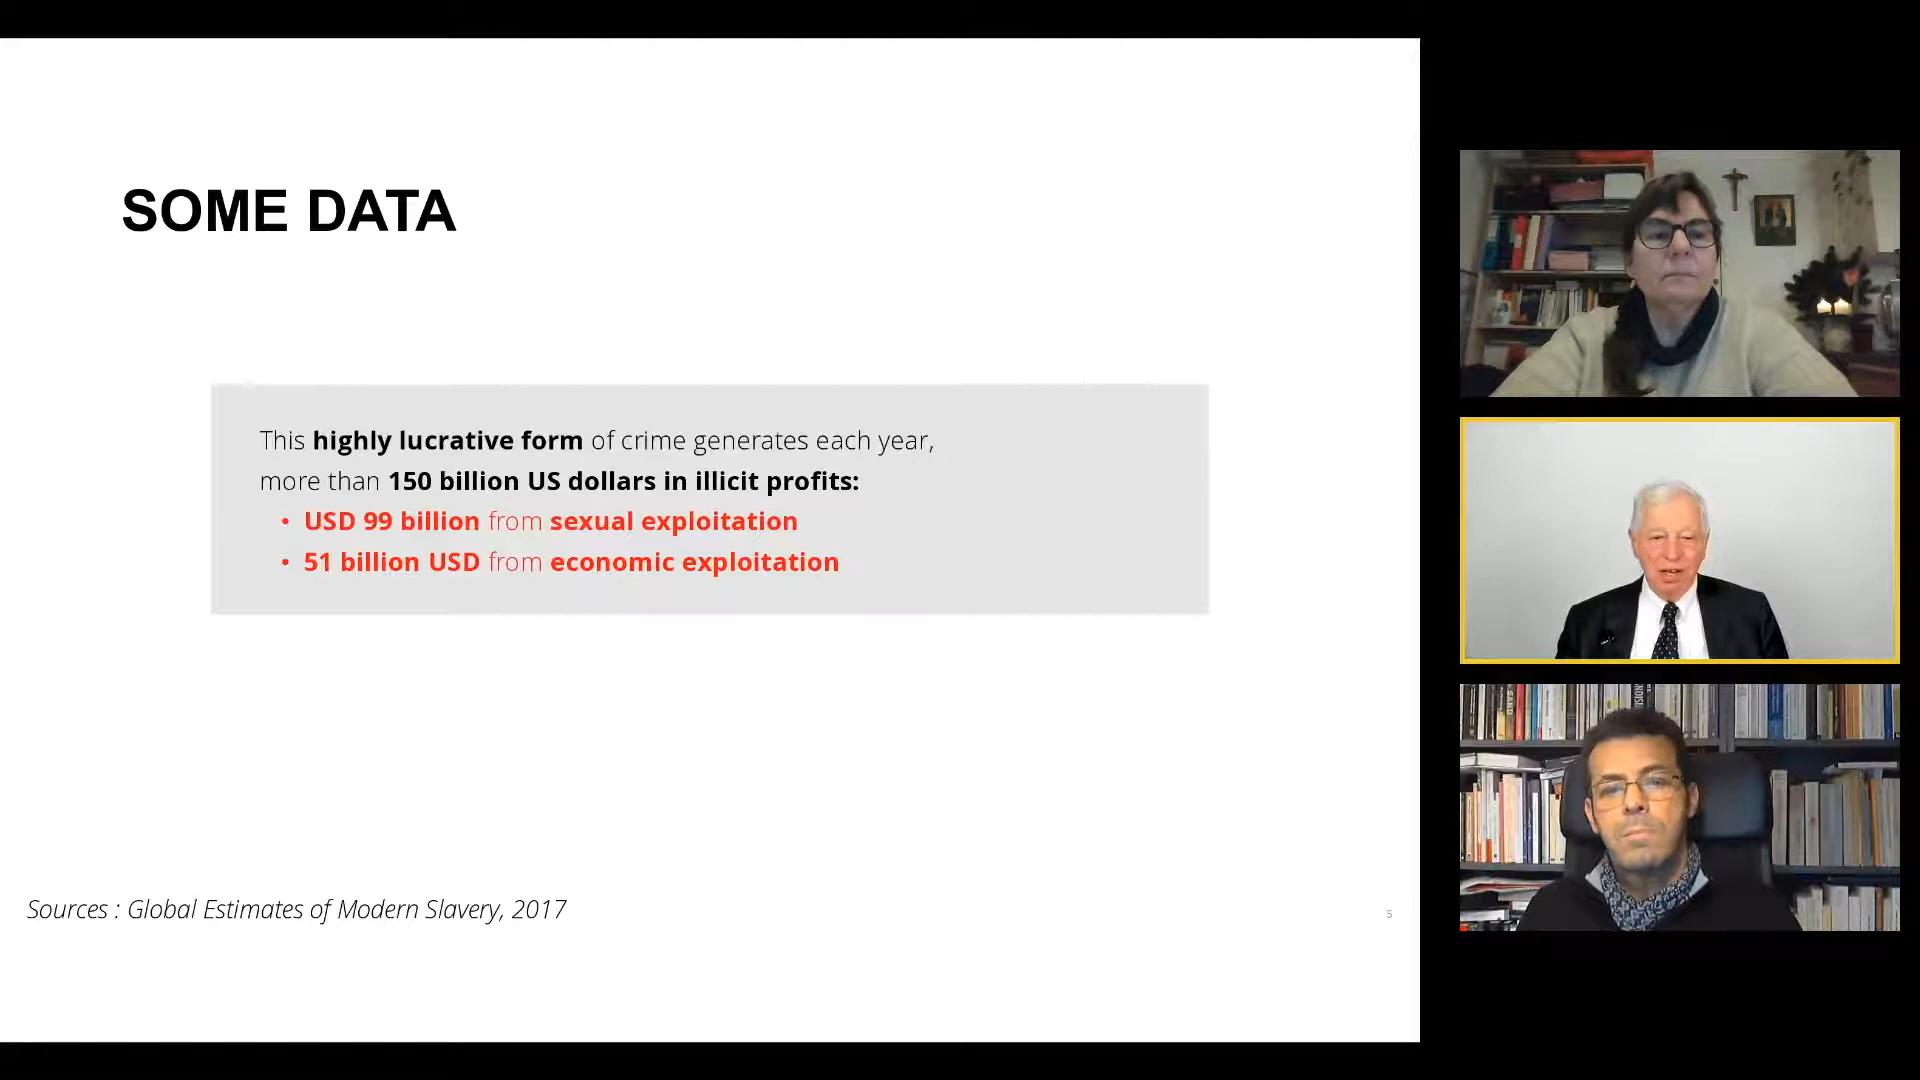 SOME DATA
This highly lucrative form of crime generates each year,
more than 150 billion US dollars in illicit profits:
• USD 99 billion from sexual exploitation
• 51 billion USD from economic exploitation
Sources : Global Estimates of Modern Slavery, 2017
5
SAND